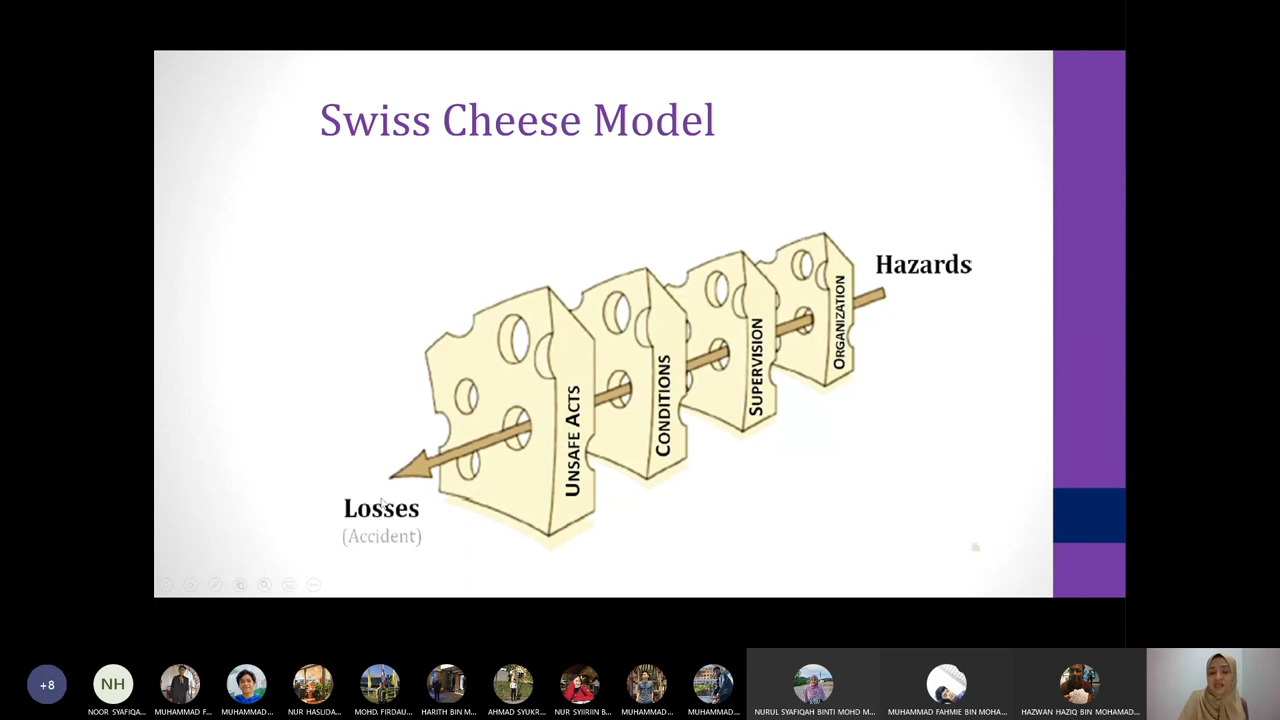 Swiss Cheese Model
Hazards
ORGANIZATION
SUPERVISION
CONDITIONS
UNSAFE ACTS
Losses
(Accident)
+8
NH
NOOR SYAFIQA...
MUHAMMAD F...
MUHAMMAD...
NUR HASLIDA...
MOHD. FIRDAU...
HARITH BIN M...
AHMAD SYUKR...
NUR SYIRIIN B...
MUHAMMAD...
MUHAMMAD...
NURUL SYAFIQAH BINTI MOHD M...
MUHAMMAD FAHMIE BIN MOHA...
HAZWAN HAZIQ BIN MOHAMAD...